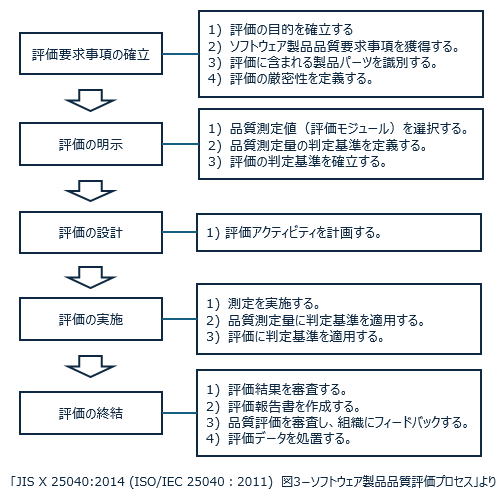 評価要求事項の確立
1) 評価の目的を確立する
2) ソフトウェア製品品質要求事項を獲得する。
3) 評価に含まれる製品パーツを識別する。
4) 評価の厳密性を定義する。
評価の明示
1) 品質測定値（評価モジュール）を選択する。
2) 品質測定量の判定基準を定義する。
3) 評価の判定基準を確立する。
評価の設計
1) 評価アクティビティを計画する。
評価の実施
1) 測定を実施する。
2) 品質測定量に判定基準を適用する。
3) 評価に判定基準を適用する。
評価の終結
1) 評価結果を審査する。
2) 評価報告書を作成する。
3) 品質評価を審査し、組織にフィードバックする。
4) 評価データを処置する。
「JIS X 25040:2014 (ISO/IEC 25040：2011) 図3−ソフトウェア製品品質評価プロセス」より